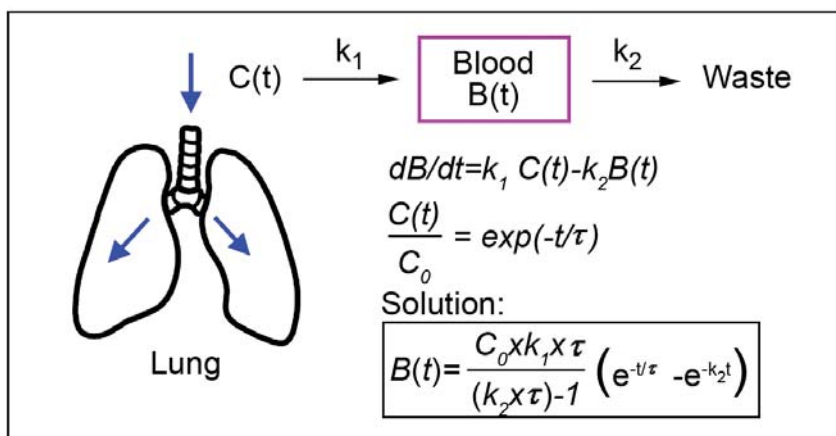 C(t) k₁ Blood B(t) k₂ Waste
dB/dt=k₁ C(t)-k₂B(t)
C(t)/C₀ = exp(-t/τ)
Solution:
B(t)= C₀xk₁xτ/(k₂xτ)-1 (e^-t/τ -e^-k₂t)
Lung